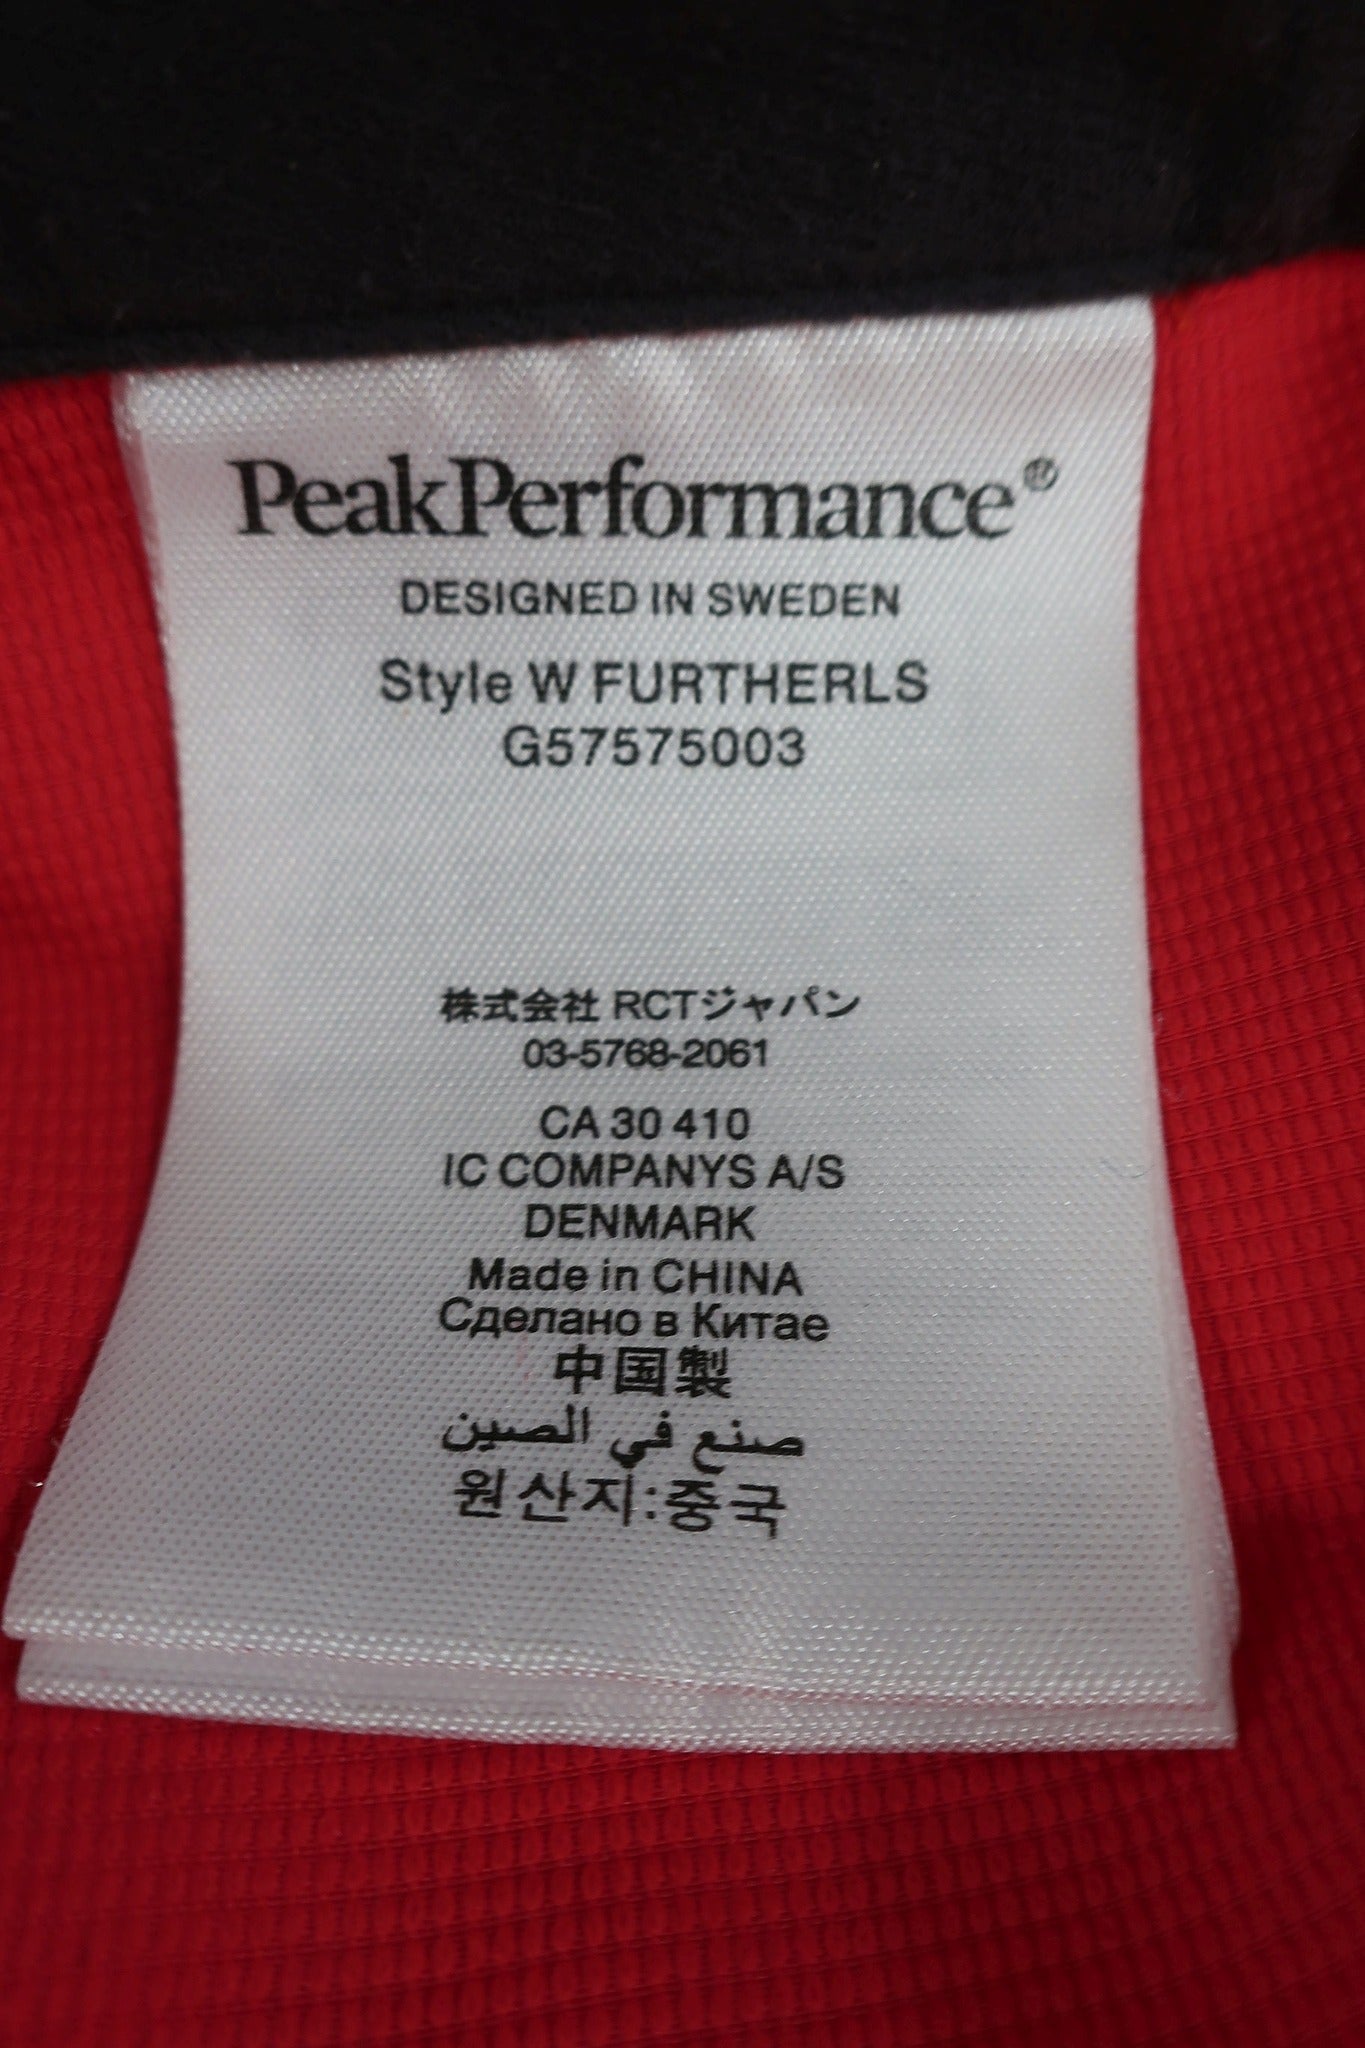 PeakPerformance®
DESIGNED IN SWEDEN
Style W FURTHERLS
G57575003
株式会社 RCTジャパン
03-5768-2061
CA 30 410
IC COMPANYS A/S
DENMARK
Made in CHINA
Сделано в Китае
中国製
صنع في الصين
원산지:중국